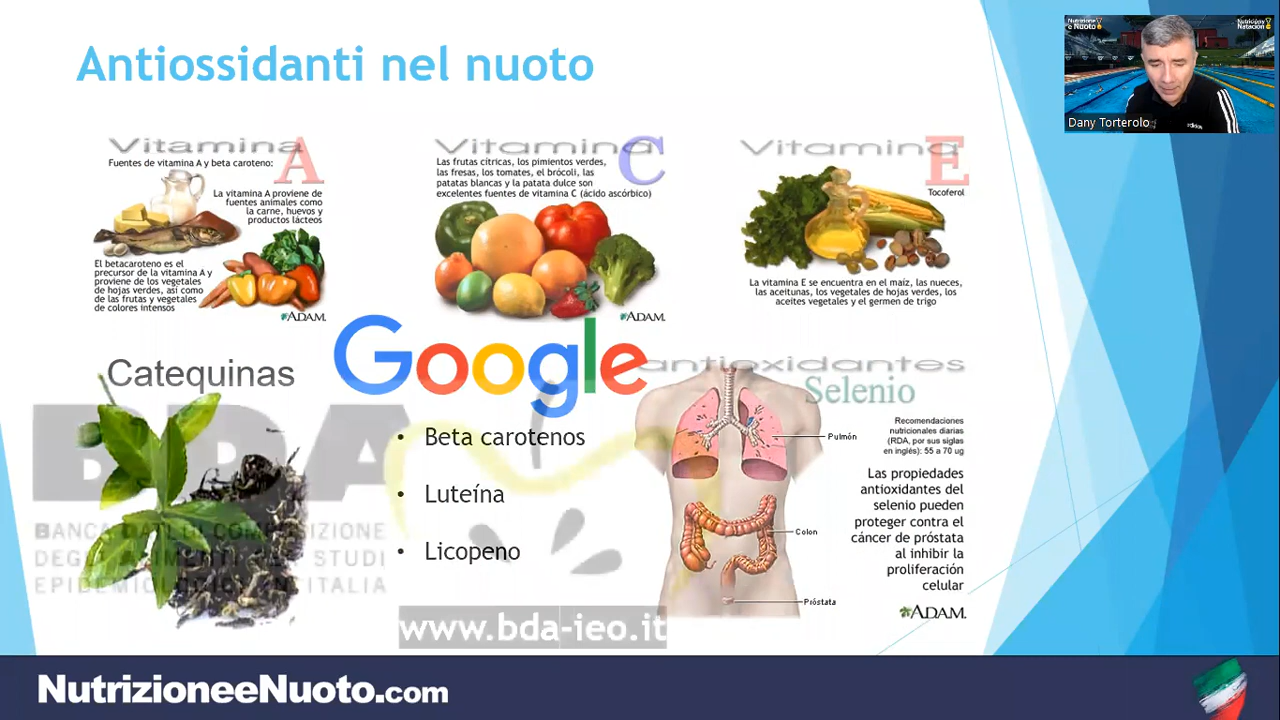 Antiossidanti nel nuoto
Nutrizione
e Nuoto
Nutrición y
Natación
Dany Torterolo
Vitamina A
Fuentes de vitamina A y beta caroteno:
La vitamina A proviene de
fuentes animales como
la carne, huevos y
productos lácteos
El betacaroteno es el
precursor de la vitamina A y
proviene de los vegetales
de hojas verdes, así como
de las frutas y vegetales
de colores intensos
ADAM.
Vitamina C
Las frutas cítricas, los pimientos verdes,
las fresas, los tomates, el brócoli, las
patatas blancas y la patata dulce son
excelentes fuentes de vitamina C (ácido ascórbico)
ADAM.
Vitamina E
Tocoferol
La vitamina E se encuentra en el maíz, las nueces,
las aceitunas, los vegetales de hojas verdes, los
aceites vegetales y el germen de trigo
Catequinas
Google
BDA
BANCA DATI DI COMPOSIZIONE
DEGLI ALIMENTI PER STUDI
EPIDEMIOLOGICI IN ITALIA
• Beta carotenos
• Luteína
• Licopeno
www.bda-ieo.it
antioxidantes
Selenio
Recomendaciones
nutricionales diarias
(RDA, por sus siglas
en inglés): 55 a 70 ug
Pulmón
Las propiedades
antioxidantes del
selenio pueden
proteger contra el
cáncer de próstata
al inhibir la
proliferación
celular
Colon
Próstata
ADAM.
NutrizioneeNuoto.com